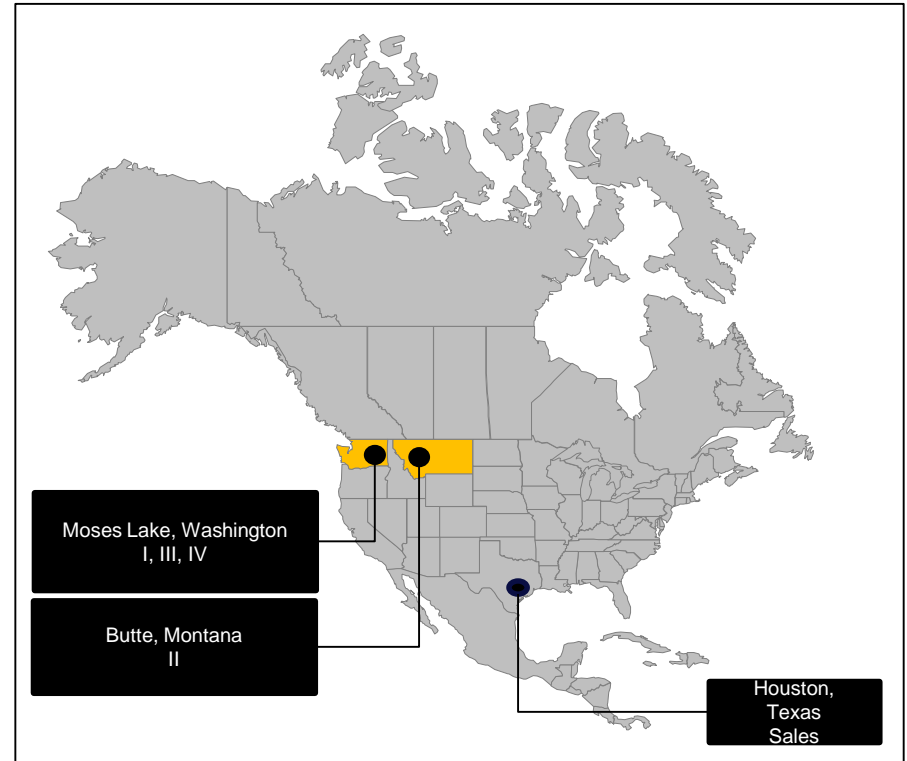 Moses Lake, Washington
I, III, IV
Butte, Montana
II
Houston,
Texas
Sales